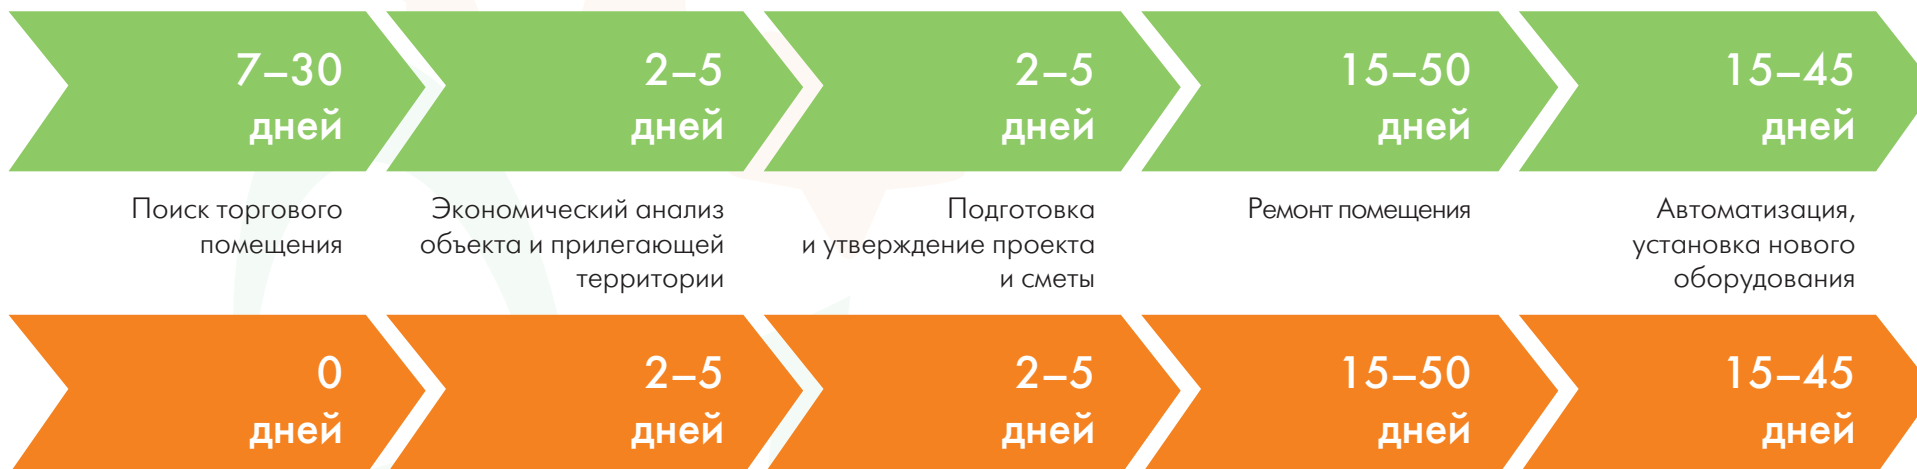 7–30
дней
2–5
дней
2–5
дней
15–50
дней
15–45
дней
Поиск торгового
помещения
Экономический анализ
объекта и прилегающей
территории
Подготовка
и утверждение проекта
и сметы
Ремонт помещения
Автоматизация,
установка нового
оборудования
0
дней
2–5
дней
2–5
дней
15–50
дней
15–45
дней